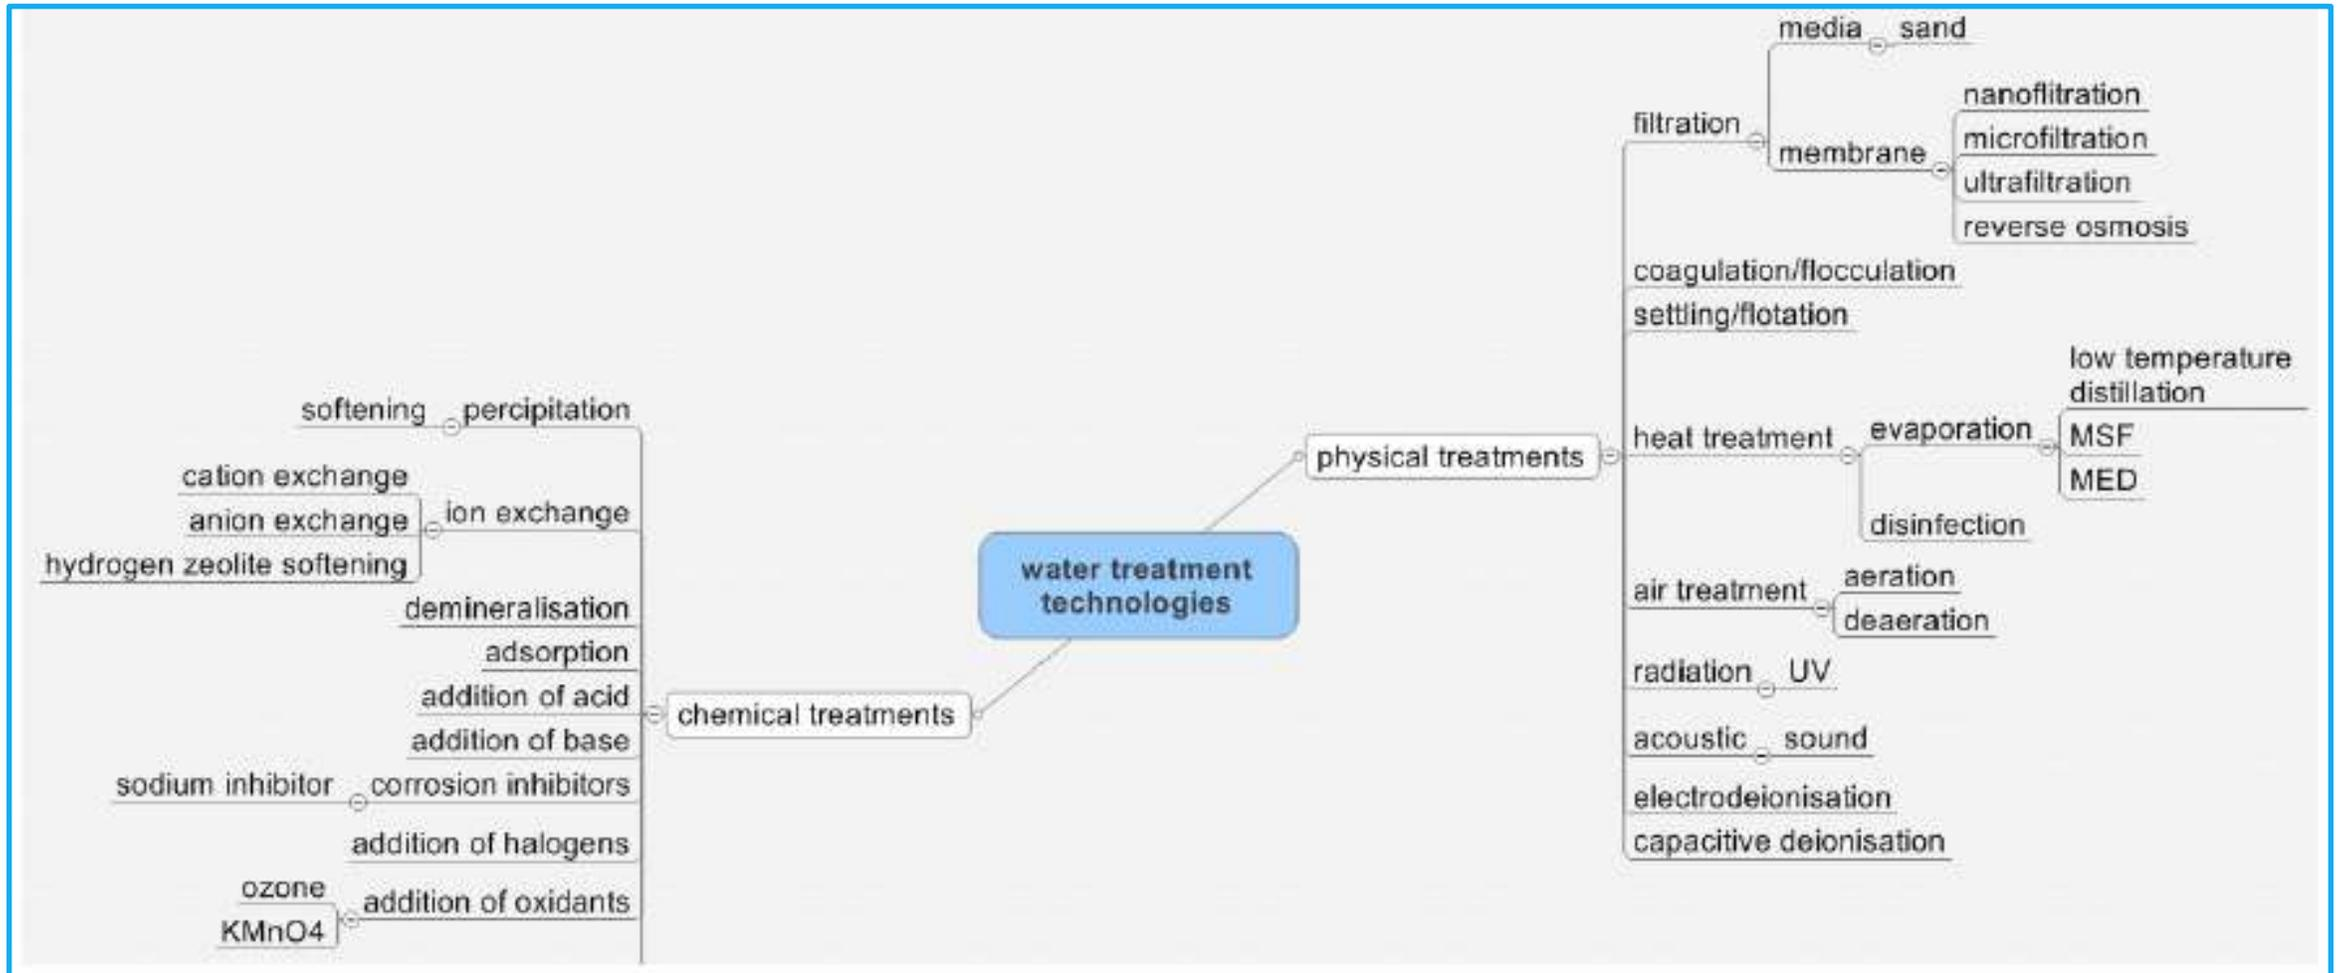 water treatment
technologies
physical treatments
filtration
media
sand
membrane
nanoflitration
microfiltration
ultrafiltration
reverse osmosis
coagulation/flocculation
settling/flotation
heat treatment
evaporation
low temperature
distillation
MSF
MED
disinfection
air treatment
aeration
deaeration
radiation
UV
acoustic
sound
electrodeionisation
capacitive deionisation
chemical treatments
percipitation
softening
ion exchange
cation exchange
anion exchange
hydrogen zeolite softening
demineralisation
adsorption
addition of acid
addition of base
corrosion inhibitors
sodium inhibitor
addition of halogens
addition of oxidants
ozone
KMnO4